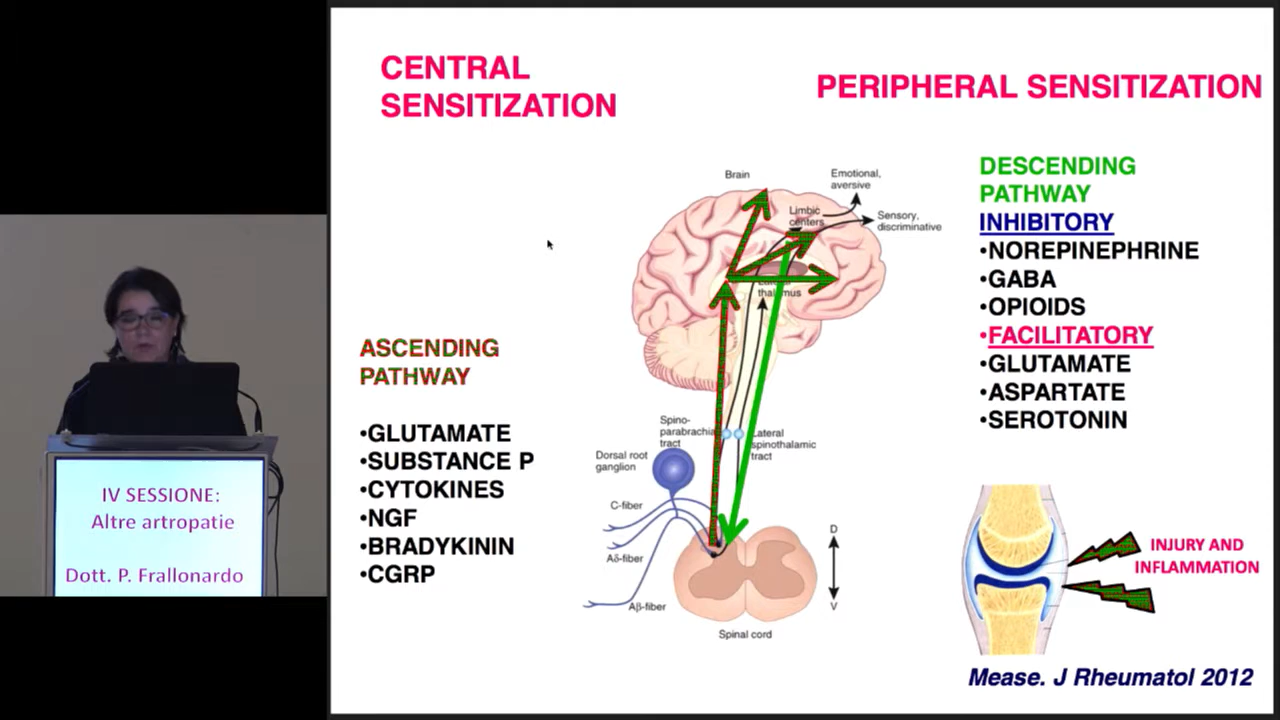 CENTRAL
SENSITIZATION
PERIPHERAL SENSITIZATION
DESCENDING
PATHWAY
INHIBITORY
•NOREPINEPHRINE
•GABA
•OPIOIDS
•FACILITATORY
•GLUTAMATE
•ASPARTATE
•SEROTONIN
Brain
Emotional,
aversive
Limbic
centers
Sensory,
discriminative
ASCENDING
PATHWAY
•GLUTAMATE
•SUBSTANCE P
•CYTOKINES
•NGF
•BRADYKININ
•CGRP
Spino-
parabrachial
tract
Lateral
spinothalamic
tract
Dorsal root
ganglion
C-fiber
Aδ-fiber
Aβ-fiber
D
V
Spinal cord
INJURY AND
INFLAMMATION
Mease. J Rheumatol 2012
IV SESSIONE:
Altre artropatie
Dott. P. Frallonardo